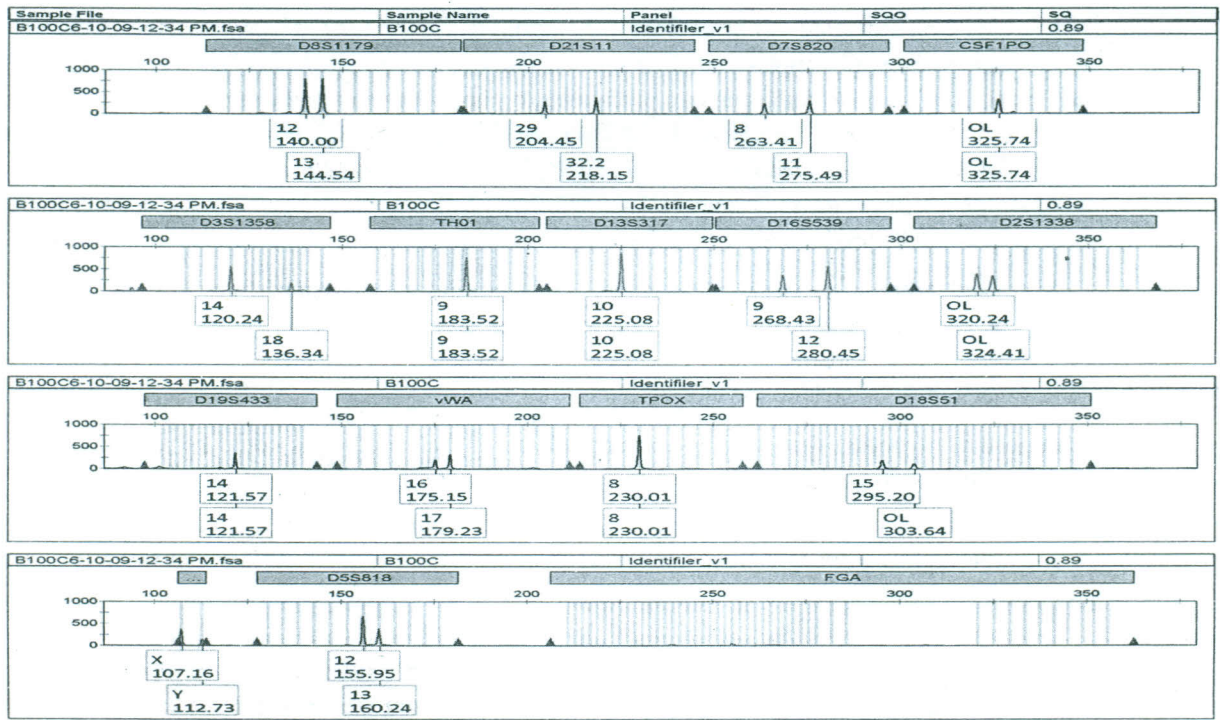 Sample File Sample Name Panel SQO SQ
B100C6-10-09-12-34 PM.fsa B100C Identifiler_v1 0.89
D8S1179 D21S11 D7S820 CSF1PO
100 150 200 250 300 350
1000
500
0
12 140.00
13 144.54
29 204.45
32.2 218.15
8 263.41
11 275.49
OL 325.74
OL 325.74
B100C6-10-09-12-34 PM.fsa B100C Identifiler_v1 0.89
D3S1358 TH01 D13S317 D16S539 D2S1338
100 150 200 250 300 350
1000
500
0
14 120.24
18 136.34
9 183.52
9 183.52
10 225.08
10 225.08
9 268.43
12 280.45
OL 320.24
OL 324.41
B100C6-10-09-12-34 PM.fsa B100C Identifiler_v1 0.89
D19S433 vWA TPOX D18S51
100 150 200 250 300 350
1000
500
0
14 121.57
14 121.57
16 175.15
17 179.23
8 230.01
8 230.01
15 295.20
OL 303.64
B100C6-10-09-12-34 PM.fsa B100C Identifiler_v1 0.89
... D5S818 FGA
100 150 200 250 300 350
1000
500
0
X 107.16
Y 112.73
12 155.95
13 160.24